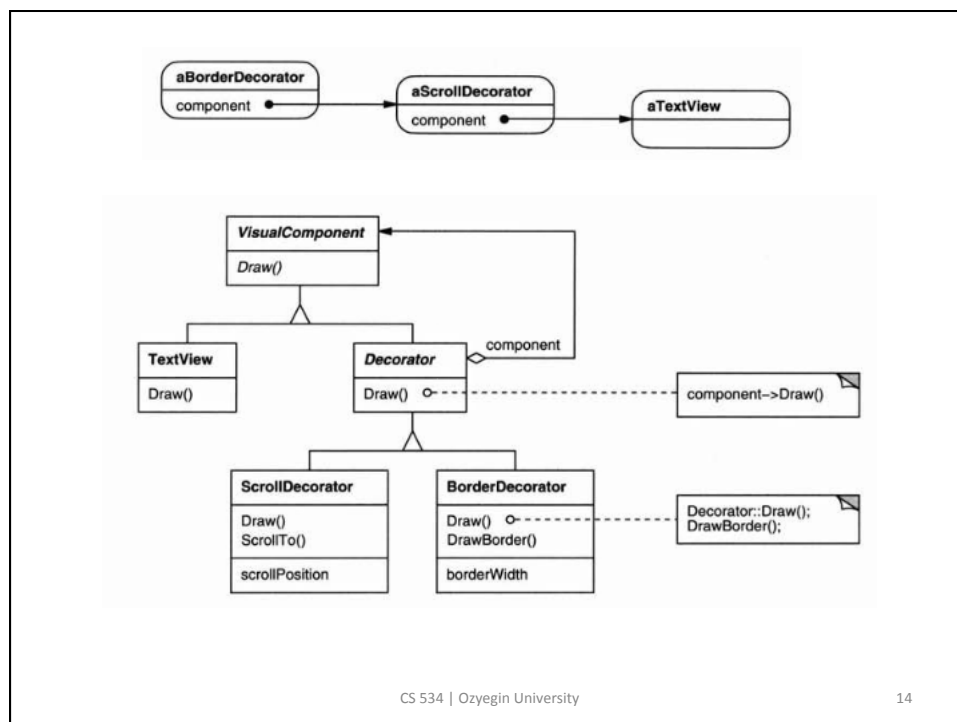 aBorderDecorator
component
aScrollDecorator
component
aTextView
VisualComponent
Draw()
component
TextView
Draw()
Decorator
Draw()
component–>Draw()
ScrollDecorator
Draw()
ScrollTo()
scrollPosition
BorderDecorator
Draw()
DrawBorder()
borderWidth
Decorator::Draw();
DrawBorder();
CS 534 | Ozyegin University
14